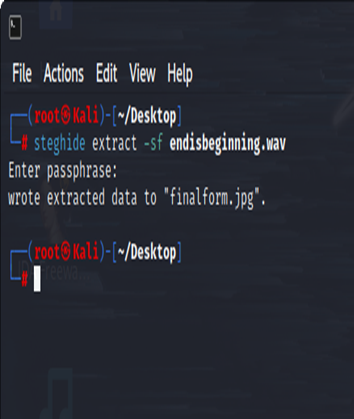 File Actions Edit View Help
┌──(root㉿Kali)-[~/Desktop]
└─# steghide extract -sf endisbeginning.wav
Enter passphrase:
wrote extracted data to "finalform.jpg".
┌──(root㉿Kali)-[~/Desktop]
└─#